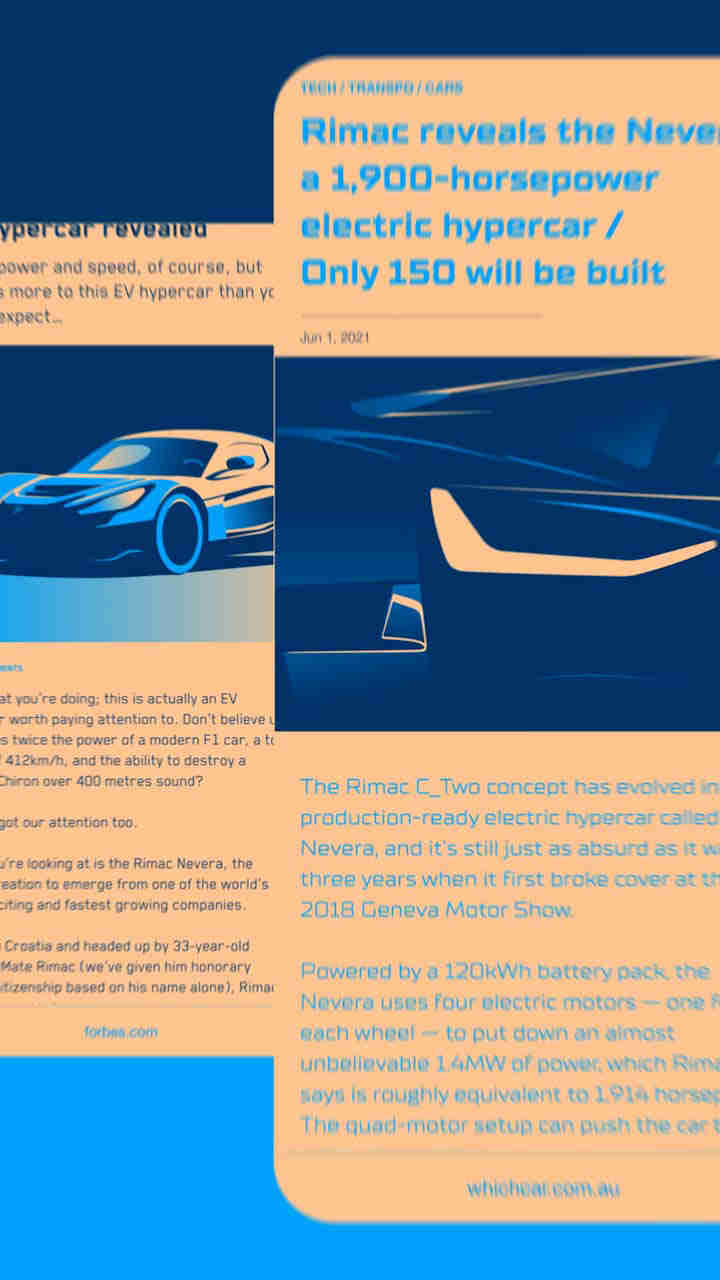 ypercar revealed
power and speed, of course, but
s more to this EV hypercar than yo
expect...
at you're doing; this is actually an EV
r worth paying attention to. Don't believe u
s twice the power of a modern F1 car, a to
f 412km/h, and the ability to destroy a
Chiron over 400 metres sound?
got our attention too.
u're looking at is the Rimac Nevera, the
reation to emerge from one of the world's
citing and fastest growing companies.
Croatia and headed up by 33-year-old
Mate Rimac (we've given him honorary
itizenship based on his name alone), Rimac
forbes.com
TECH / TRANSPO / CARS
Rimac reveals the Never
a 1,900-horsepower
electric hypercar /
Only 150 will be built
Jun 1, 2021
The Rimac C_Two concept has evolved in
production-ready electric hypercar called
Nevera, and it's still just as absurd as it wa
three years when it first broke cover at th
2018 Geneva Motor Show.
Powered by a 120kWh battery pack, the
Nevera uses four electric motors — one f
each wheel — to put down an almost
unbelievable 1.4MW of power, which Rima
says is roughly equivalent to 1,914 horsep
The quad-motor setup can push the car t
whichcar.com.au